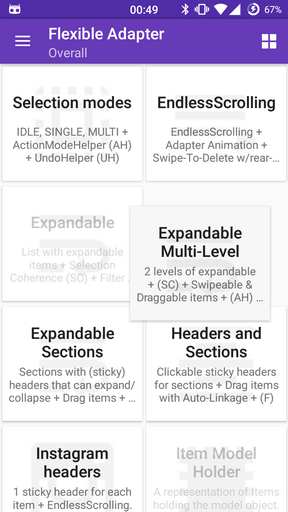 00:49
67%
Flexible Adapter
Overall
Selection modes
IDLE, SINGLE, MULTI +
ActionModeHelper (AH)
+ UndoHelper (UH)
EndlessScrolling
EndlessScrolling +
Adapter Animation +
Swipe-To-Delete w/rear-...
Expandable
List with expandable
items + Selection
Coherence (SC) + Filter
Expandable
Multi-Level
2 levels of expandable
+ (SC) + Swipeable &
Draggable items + (AH) ...
Expandable
Sections
Sections with (sticky)
headers that can expand/
collapse + Drag items + ...
Headers and
Sections
Clickable sticky headers
for sections + Drag items
with Auto-Linkage + (F)
Instagram
headers
1 sticky header for each
item + EndlessScrolling.
Item Model
Holder
A representation of Items
holding the model object.